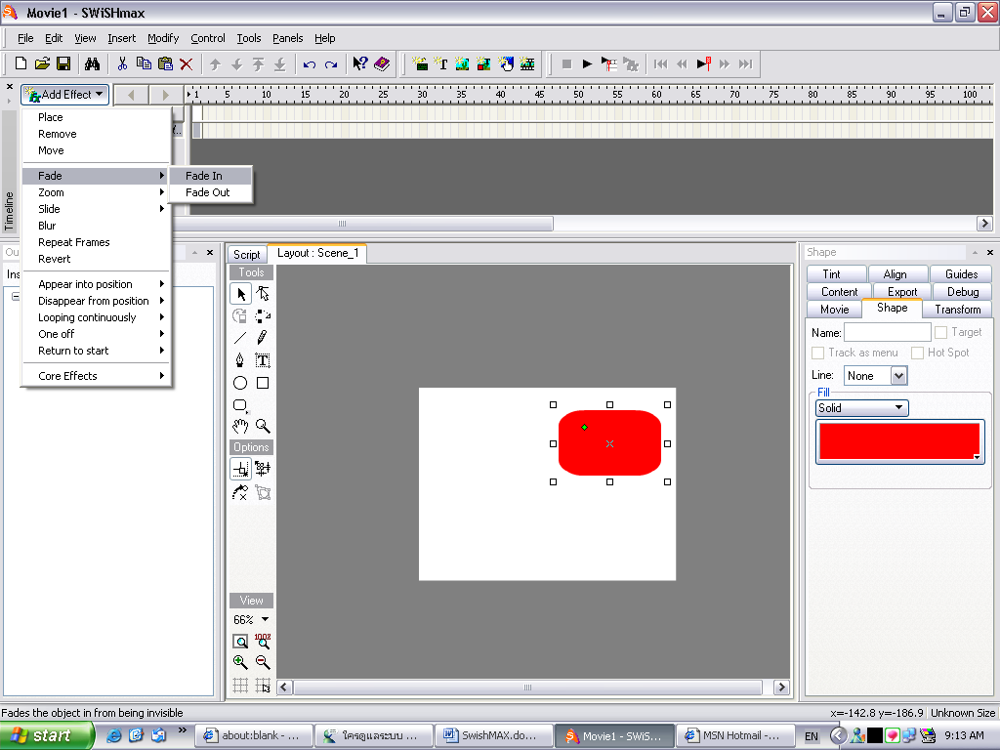 Movie1 - SWiSHmax
File Edit View Insert Modify Control Tools Panels Help
Add Effect
1 5 10 15 20 25 30 35 40 45 50 55 60 65 70 75 80 85 90 95 100
Timeline
Place
Remove
Move
Fade
Zoom
Slide
Blur
Repeat Frames
Revert
Appear into position
Disappear from position
Looping continuously
One off
Return to start
Core Effects
Fade In
Fade Out
Ou
Ins
Script
Layout : Scene_1
Tools
Options
View
66%
100%
Shape
Tint Align Guides
Content Export Debug
Movie Shape Transform
Name:
Target
Track as menu
Hot Spot
Line:
None
Fill
Solid
Fades the object in from being invisible
x=-142.8 y=-186.9 Unknown Size
start
about:blank - ...
ใครดูแลระบบ ...
SwishMAX.do...
Movie1 - SWiS...
MSN Hotmail - ...
EN
9:13 AM